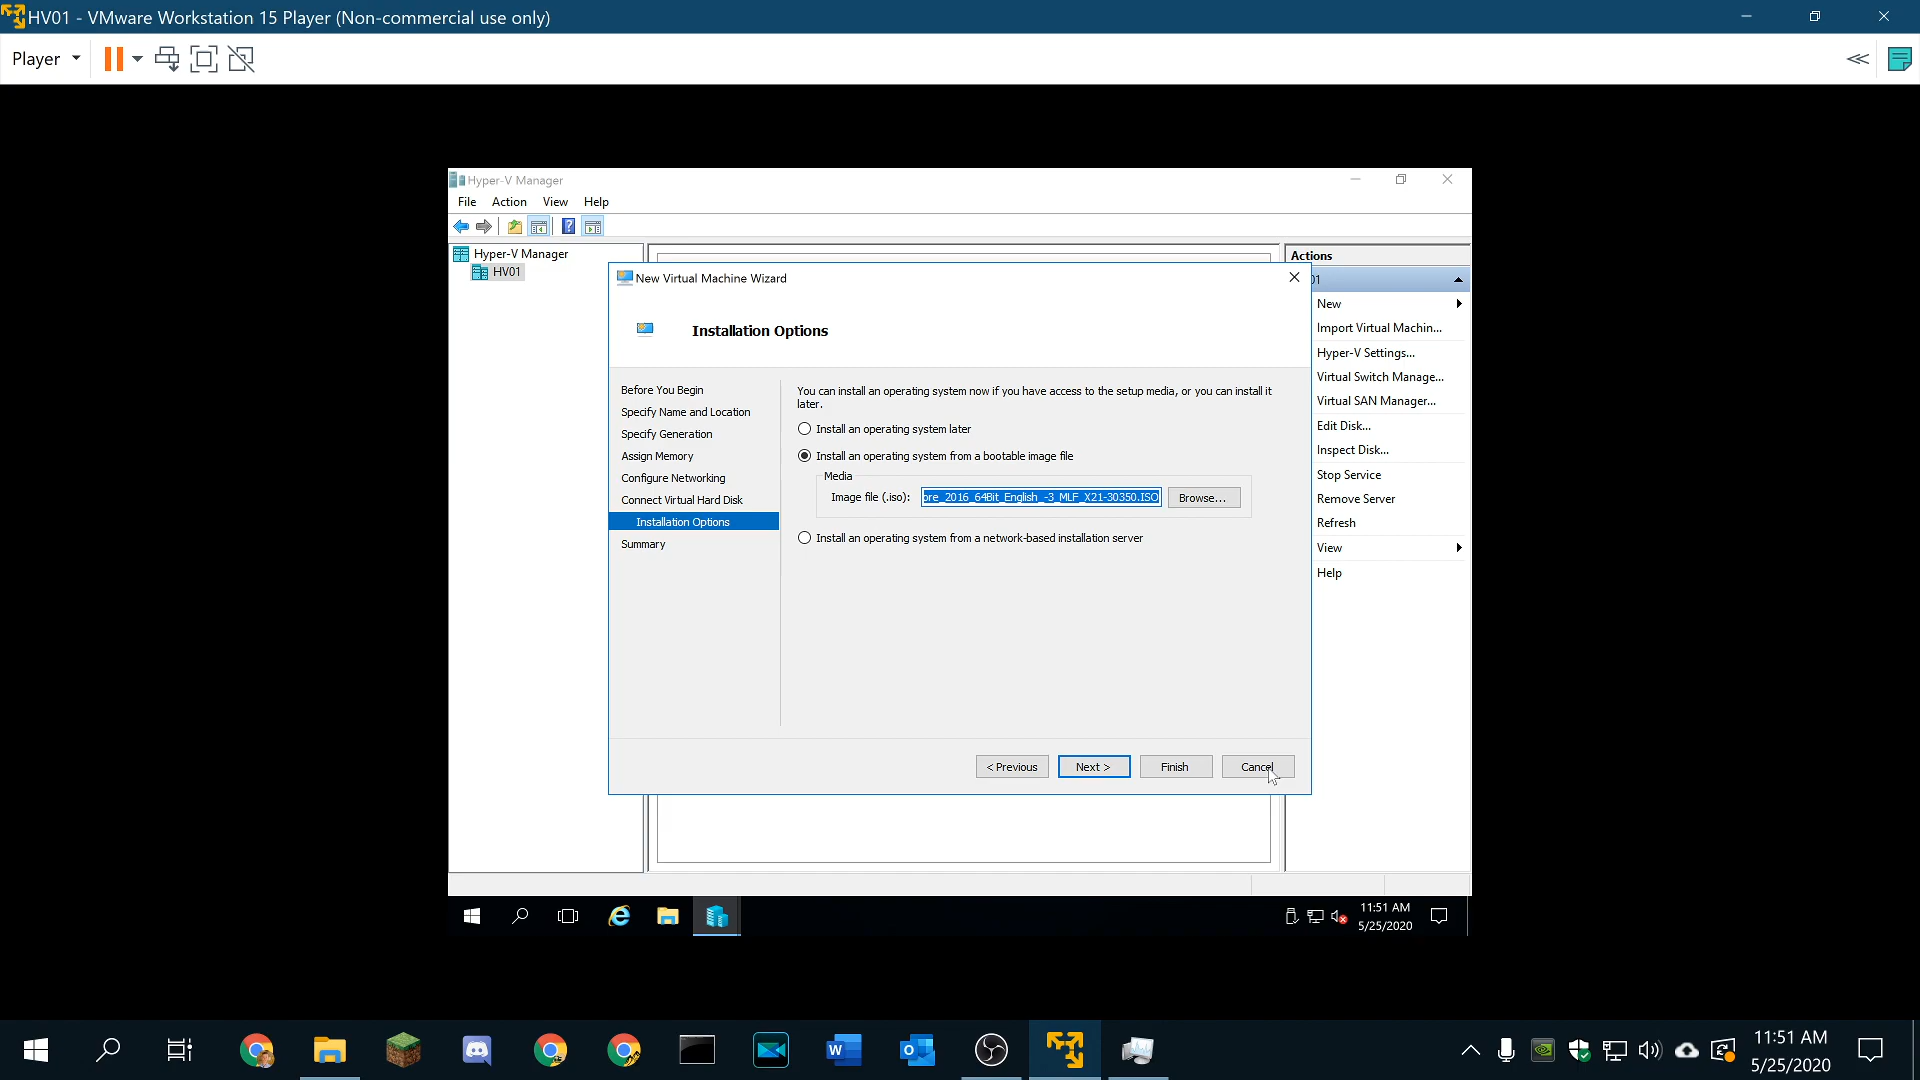 HV01 - VMware Workstation 15 Player (Non-commercial use only)
Player
Hyper-V Manager
File Action View Help
Hyper-V Manager
HV01
Actions
New
Import Virtual Machin...
Hyper-V Settings...
Virtual Switch Manage...
Virtual SAN Manager...
Edit Disk...
Inspect Disk...
Stop Service
Remove Server
Refresh
View
Help
New Virtual Machine Wizard
Installation Options
Before You Begin
Specify Name and Location
Specify Generation
Assign Memory
Configure Networking
Connect Virtual Hard Disk
Installation Options
Summary
You can install an operating system now if you have access to the setup media, or you can install it
later.
Install an operating system later
Install an operating system from a bootable image file
Media
Image file (.iso): ore_2016_64Bit_English_-3_MLF_X21-30350.ISO Browse...
Install an operating system from a network-based installation server
< Previous Next > Finish Cancel
11:51 AM
5/25/2020
11:51 AM
5/25/2020